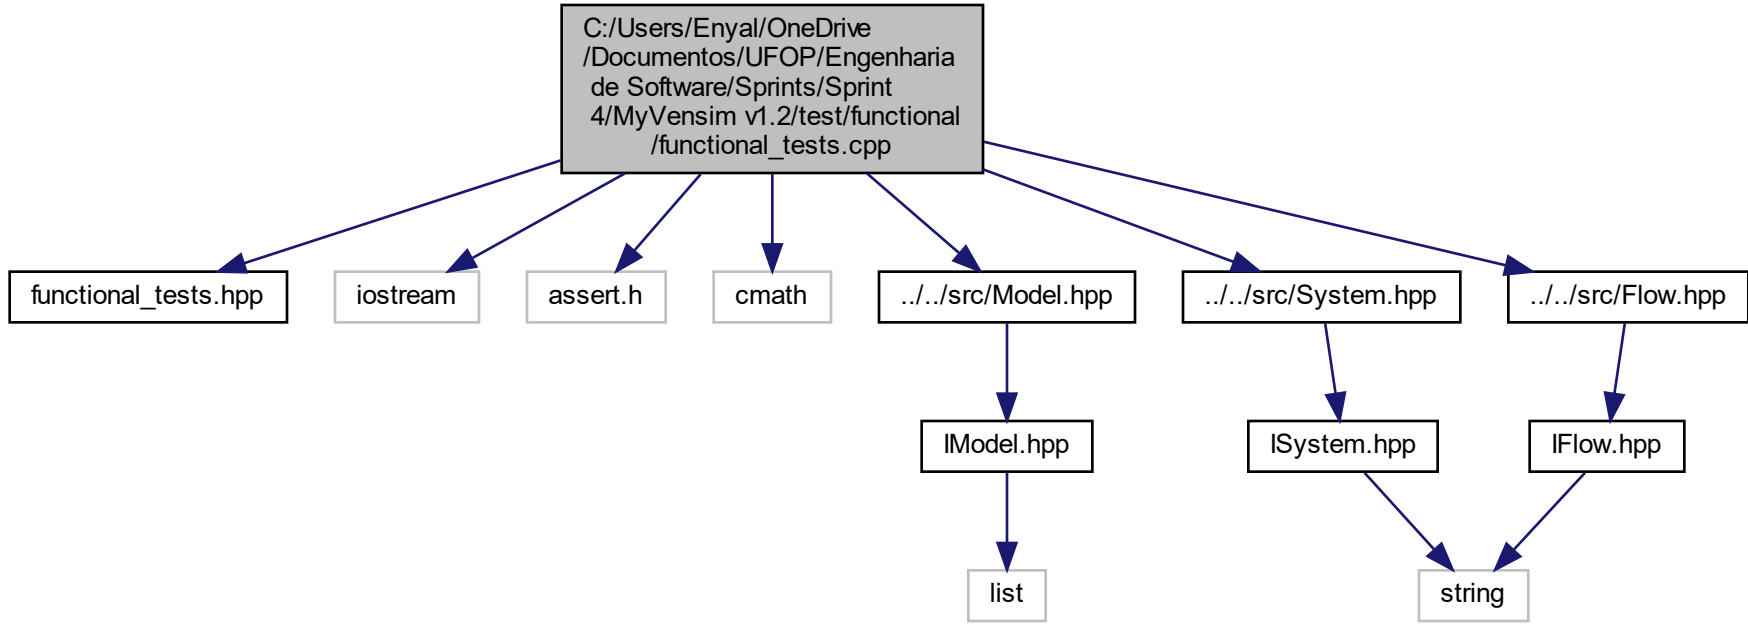 C:/Users/Enyal/OneDrive
/Documentos/UFOP/Engenharia
de Software/Sprints/Sprint
4/MyVensim v1.2/test/functional
/functional_tests.cpp
functional_tests.hpp
iostream
assert.h
cmath
../../src/Model.hpp
../../src/System.hpp
../../src/Flow.hpp
IModel.hpp
ISystem.hpp
IFlow.hpp
list
string